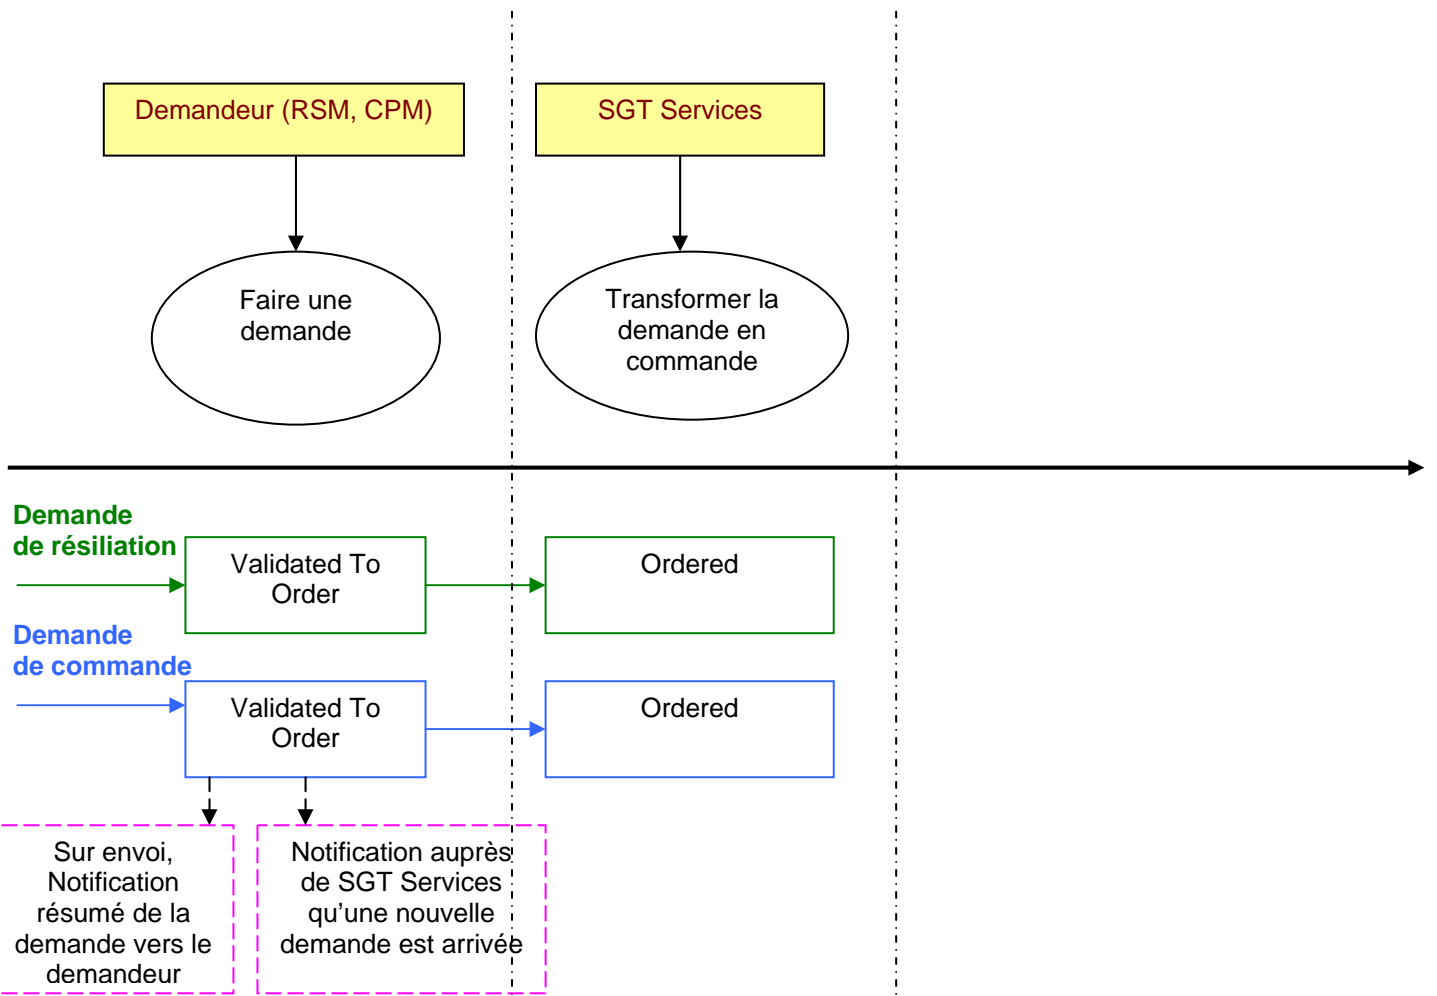 Demandeur (RSM, CPM)
SGT Services
Faire une
demande
Transformer la
demande en
commande
Demande
de résiliation
Validated To
Order
Ordered
Demande
de commande
Validated To
Order
Ordered
Sur envoi,
Notification
résumé de la
demande vers le
demandeur
Notification auprès
de SGT Services
qu’une nouvelle
demande est arrivée